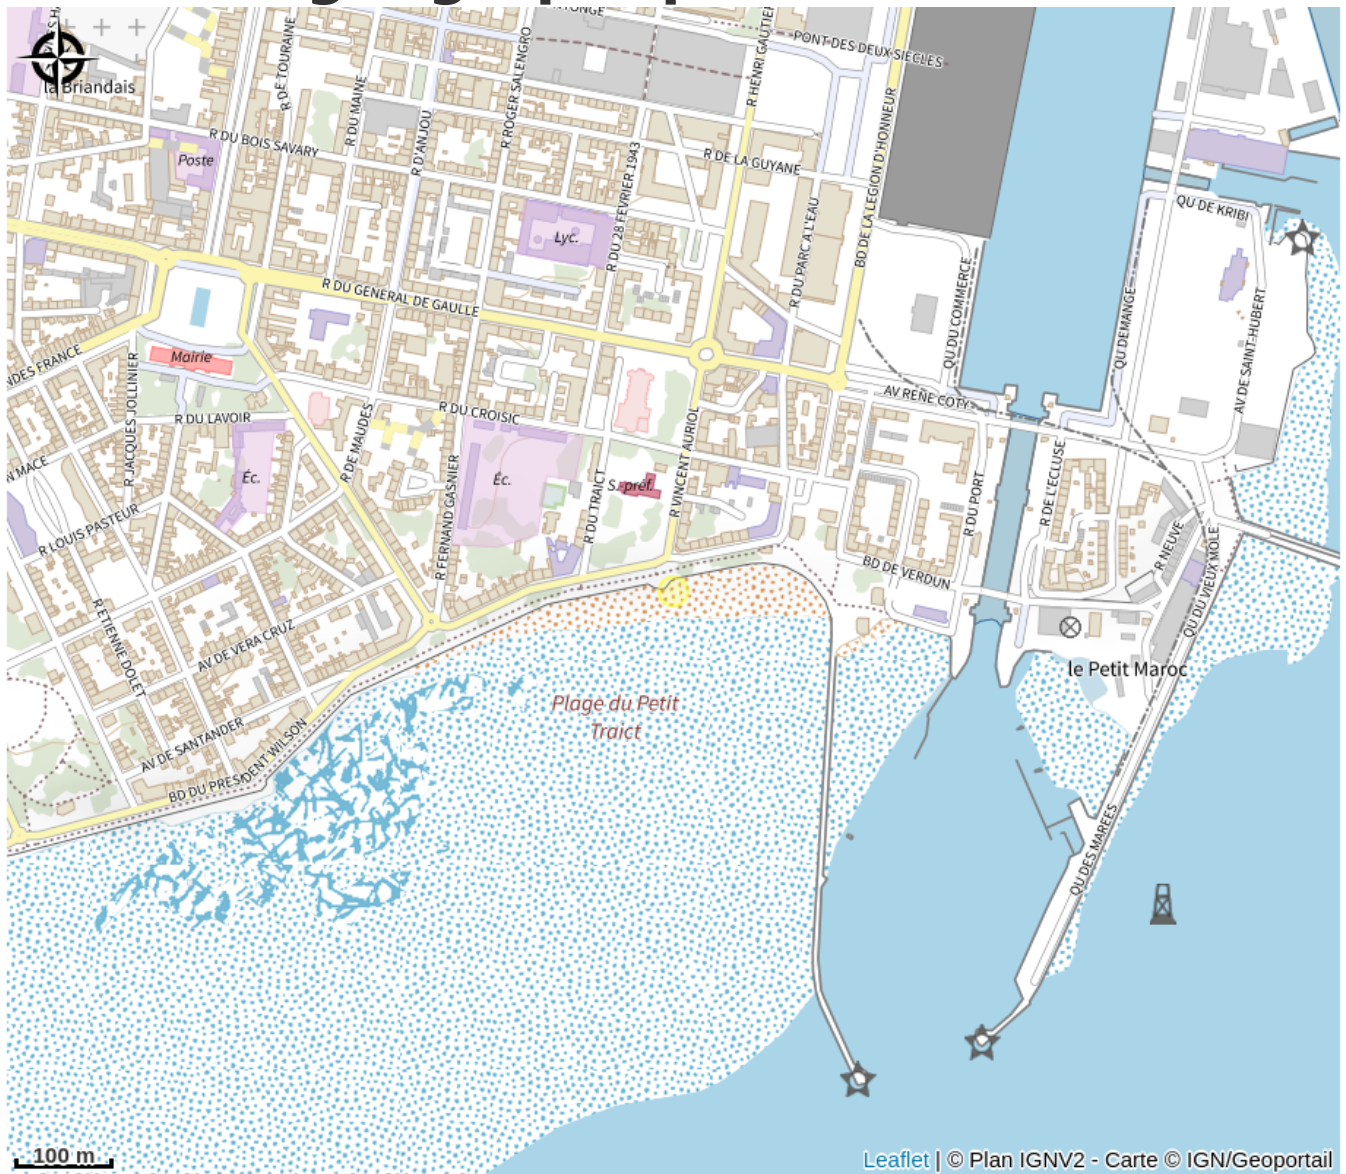 la Briandais
R DE TOURAINE
R DU MAINE
R D'ANJOU
R ROGER SALENGRO
R HENRI GAUTIER
PONT DES DEUX SIECLES
R DU BOIS SAVARY
Poste
R DE LA GUYANE
R DU 28 FEVRIER 1943
Lyc.
R DU PARC A L'EAU
BD DE LA LEGION D'HONNEUR
QU DE KRIBI
R DU GENERAL DE GAULLE
QU DU COMMERCE
QU DEMANGE
AV DE SAINT-HUBERT
Mairie
NDES FRANCE
R JACQUES JOLLINIER
R DU LAVOIR
R DE MAUDES
R DU CROISIC
AV RENE COTY
N MACE
Éc.
R FERNAND GASNIER
Éc.
R DU TRAICT
S. préf.
R VINCENT AURIOL
R DU PORT
R DE L'ECLUSE
R NEUVE
QU DU VIEUX MOLE
R LOUIS PASTEUR
BD DE VERDUN
R ETIENNE DOLET
AV DE VERA CRUZ
le Petit Maroc
Plage du Petit
Traict
AV DE SANTANDER
BD DU PRESIDENT WILSON
QU DES MAREES
100 m
Leaflet | © Plan IGNV2 - Carte © IGN/Geoportail